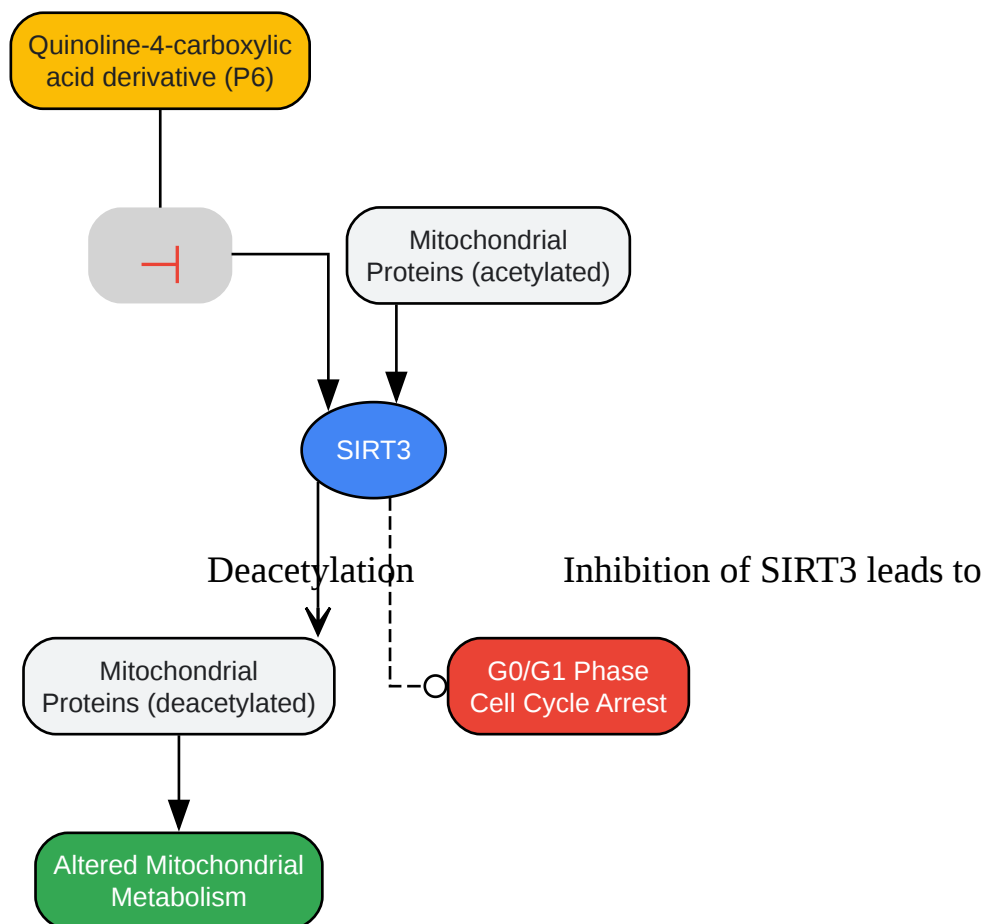 Quinoline-4-carboxylic
acid derivative (P6)
⊣
Mitochondrial
Proteins (acetylated)
SIRT3
Deacetylation
Inhibition of SIRT3 leads to
Mitochondrial
Proteins (deacetylated)
G0/G1 Phase
Cell Cycle Arrest
Altered Mitochondrial
Metabolism